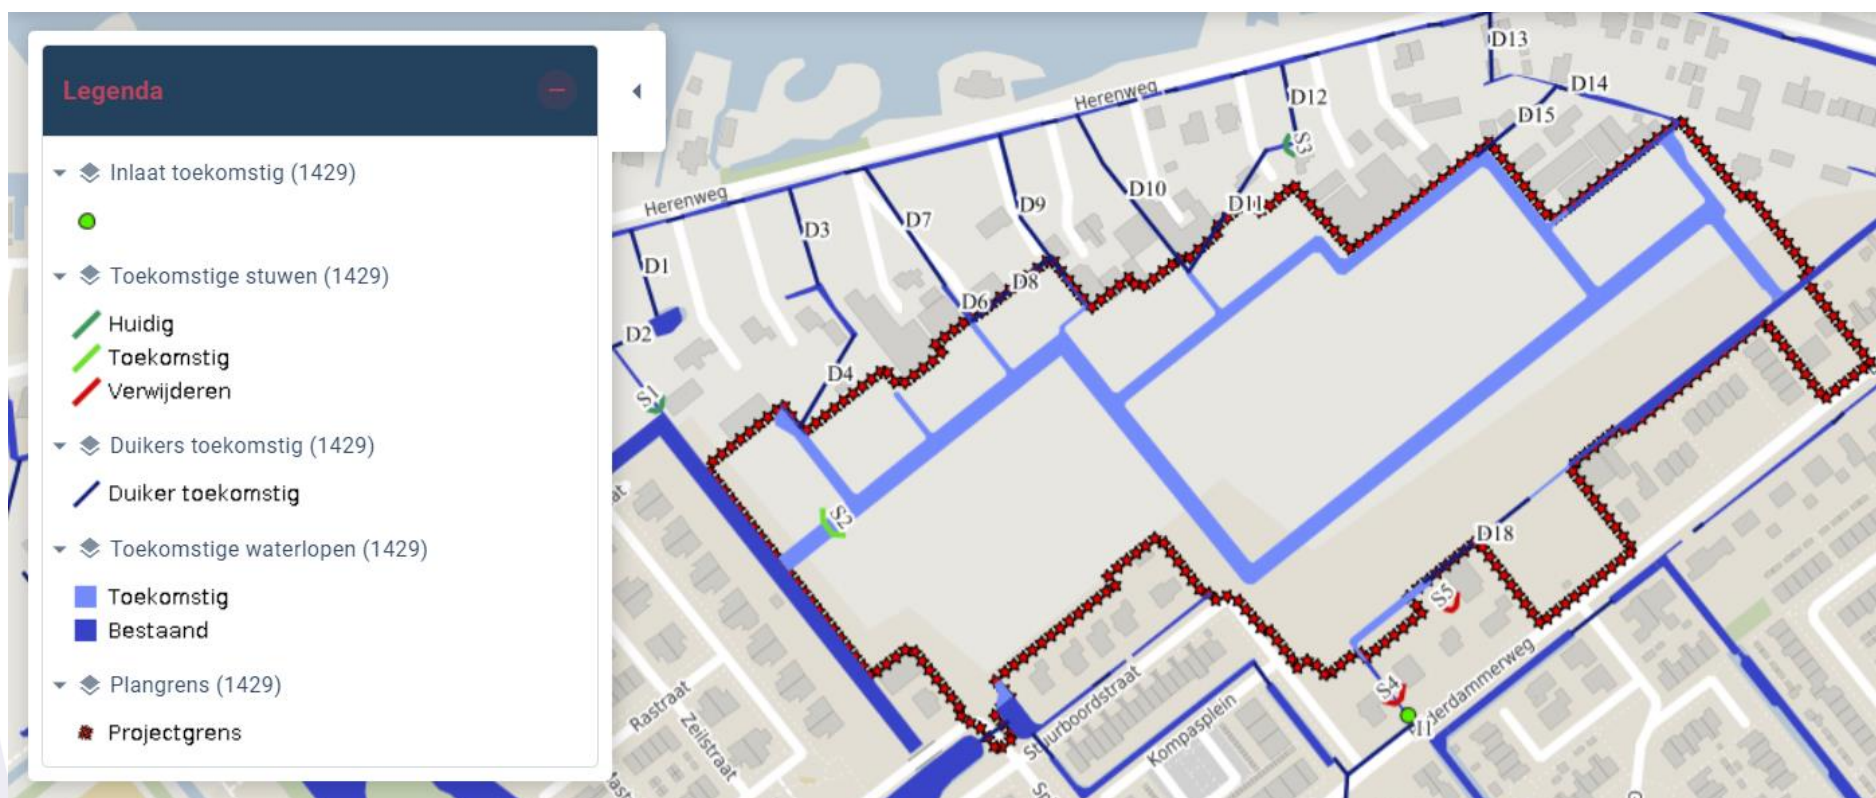 Legenda
Inlaat toekomstig (1429)
Toekomstige stuwen (1429)
Huidig
Toekomstig
Verwijderen
Duikers toekomstig (1429)
Duiker toekomstig
Toekomstige waterlopen (1429)
Toekomstig
Bestaand
Plangrens (1429)
Projectgrens
D13
D14
Herenweg
D12
D15
S3
D10
Herenweg
D11
D9
D7
D3
D1
D8
D6
D2
D4
S1
S2
D18
S5
Stuurboordstraat
Kompasplein
Rastraat
Zeilstraat
S4
derdammerweg
I1